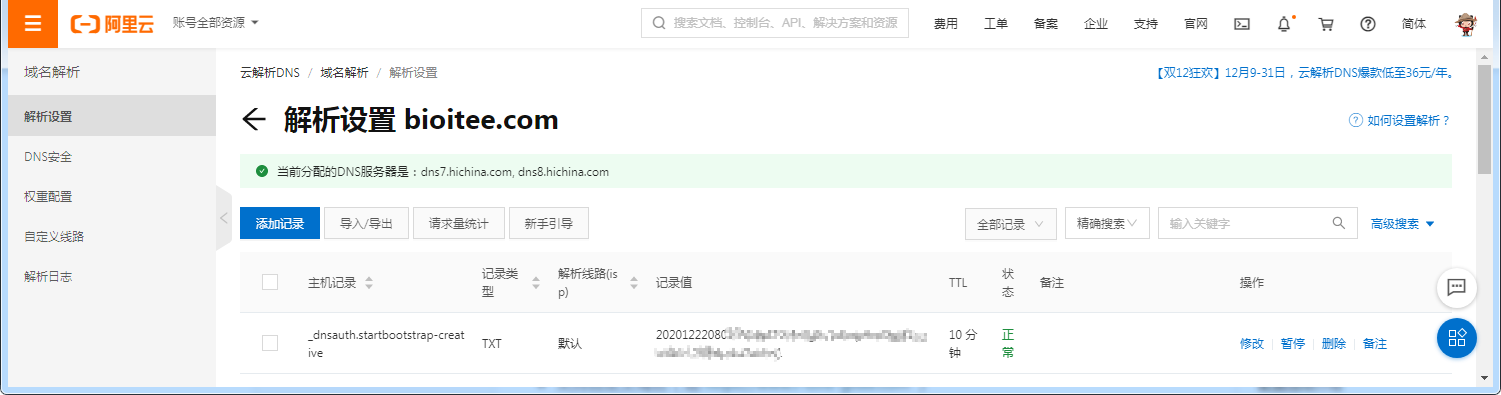 阿里云 账号全部资源 搜索文档、控制台、API、解决方案和资源 费用 工单 备案 企业 支持 官网 简体
域名解析
解析设置
DNS安全
权重配置
自定义线路
解析日志
云解析DNS / 域名解析 / 解析设置
【双12狂欢】12月9-31日，云解析DNS爆款低至36元/年。
解析设置 bioitee.com
如何设置解析？
当前分配的DNS服务器是：dns7.hichina.com, dns8.hichina.com
添加记录 导入/导出 请求量统计 新手引导 全部记录 精确搜索 输入关键字 高级搜索
主机记录 记录类型 解析线路(isp) 记录值 TTL 状态 备注 操作
_dnsauth.startbootstrap-creative TXT 默认 2020122208 10 分钟 正常 修改 暂停 删除 备注